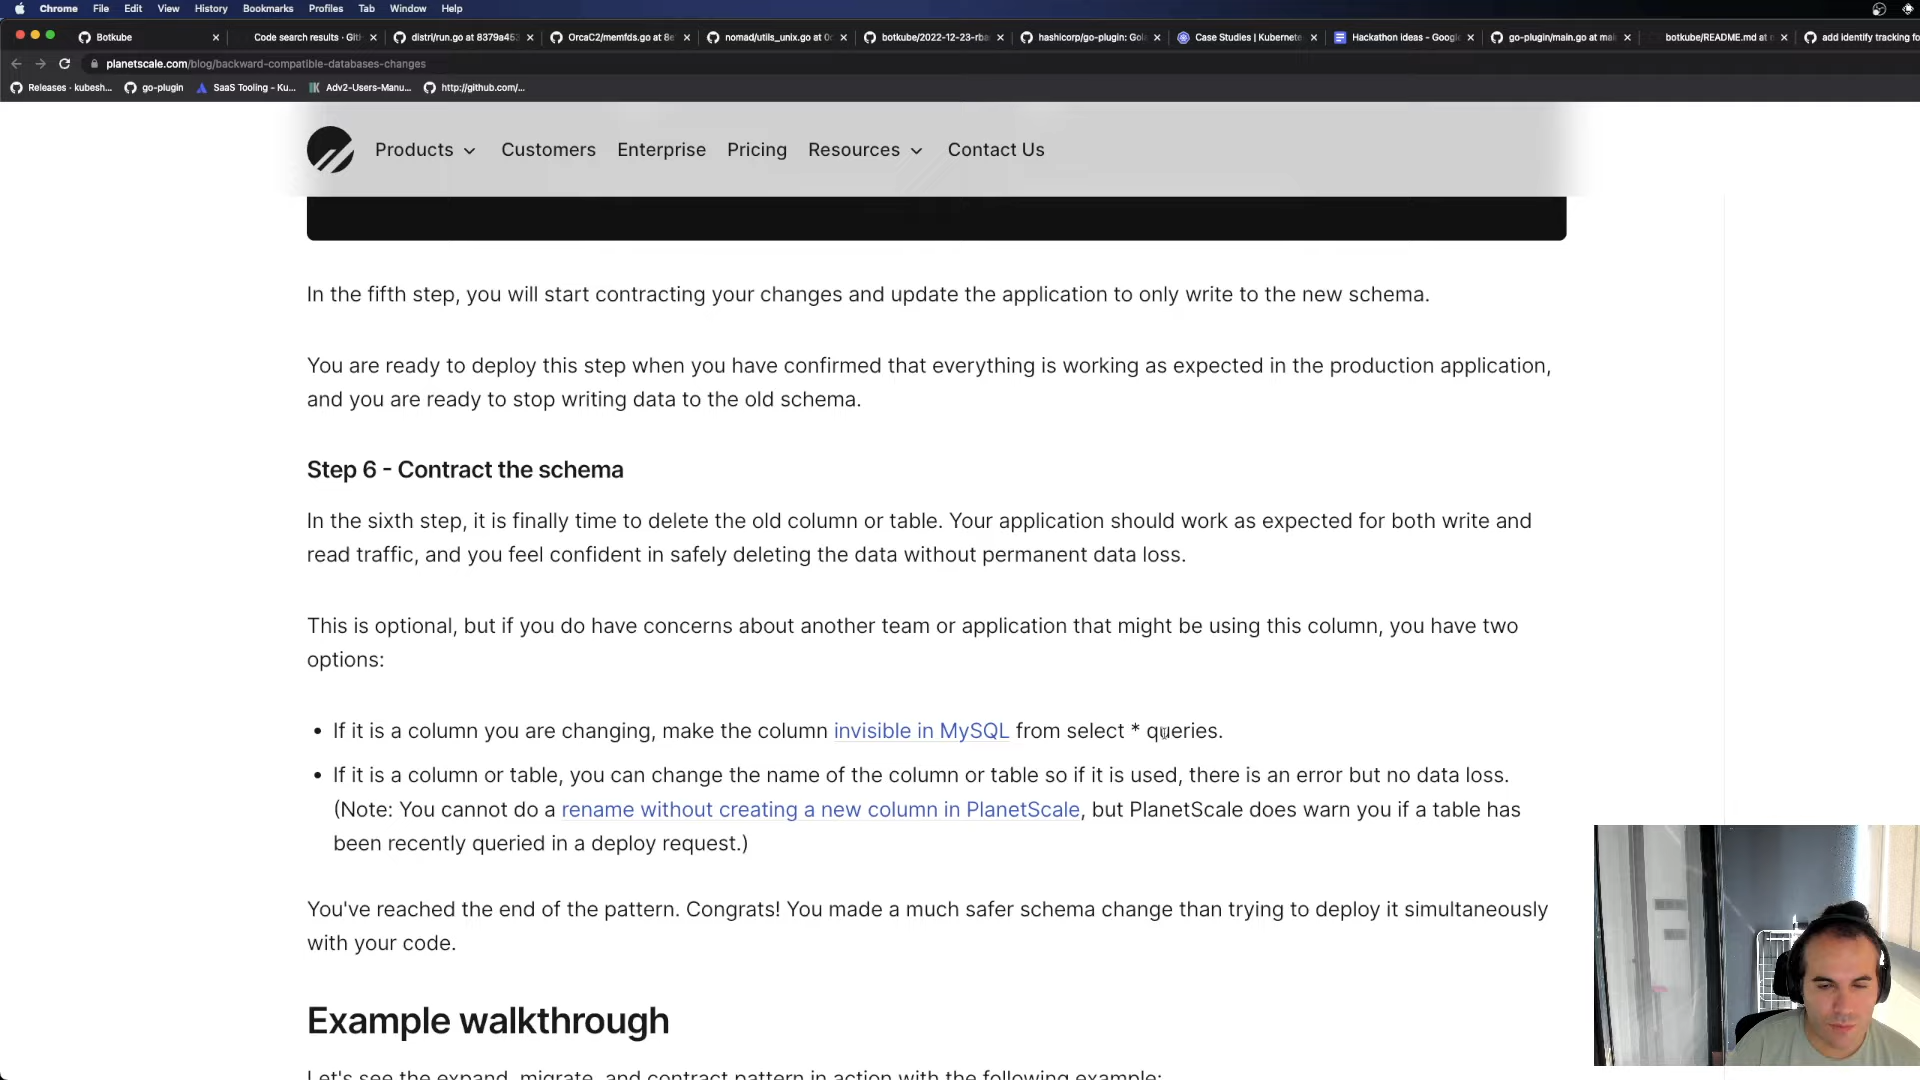 Chrome File Edit View History Bookmarks Profiles Tab Window Help
Botkube × Code search results · Git × distri/run.go at 8379a453 × OrcaC2/memfds.go at 8e × nomad/utils_unix.go at 0c × botkube/2022-12-23-rba × hashicorp/go-plugin: Gol × Case Studies | Kubernete × Hackathon ideas - Google × go-plugin/main.go at mai × botkube/README.md at × add identify tracking fo
planetscale.com/blog/backward-compatible-databases-changes
Releases · kubesh... go-plugin SaaS Tooling - Ku... Adv2-Users-Manu... http://github.com/...
Products Customers Enterprise Pricing Resources Contact Us
In the fifth step, you will start contracting your changes and update the application to only write to the new schema.
You are ready to deploy this step when you have confirmed that everything is working as expected in the production application,
and you are ready to stop writing data to the old schema.
Step 6 - Contract the schema
In the sixth step, it is finally time to delete the old column or table. Your application should work as expected for both write and
read traffic, and you feel confident in safely deleting the data without permanent data loss.
This is optional, but if you do have concerns about another team or application that might be using this column, you have two
options:
• If it is a column you are changing, make the column invisible in MySQL from select * queries.
• If it is a column or table, you can change the name of the column or table so if it is used, there is an error but no data loss.
(Note: You cannot do a rename without creating a new column in PlanetScale, but PlanetScale does warn you if a table has
been recently queried in a deploy request.)
You've reached the end of the pattern. Congrats! You made a much safer schema change than trying to deploy it simultaneously
with your code.
Example walkthrough
Let's see the expand, migrate, and contract pattern in action with the following example: